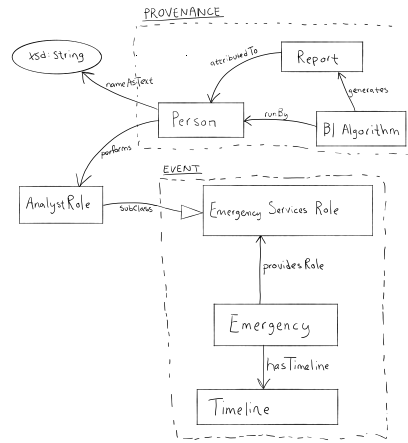 PROVENANCE
xsd:String
attributedTo
Report
nameAsText
generates
Person
runBy
BI Algorithm
performs
EVENT
AnalystRole
subClass
Emergency Services Role
providesRole
Emergency
hasTimeline
Timeline